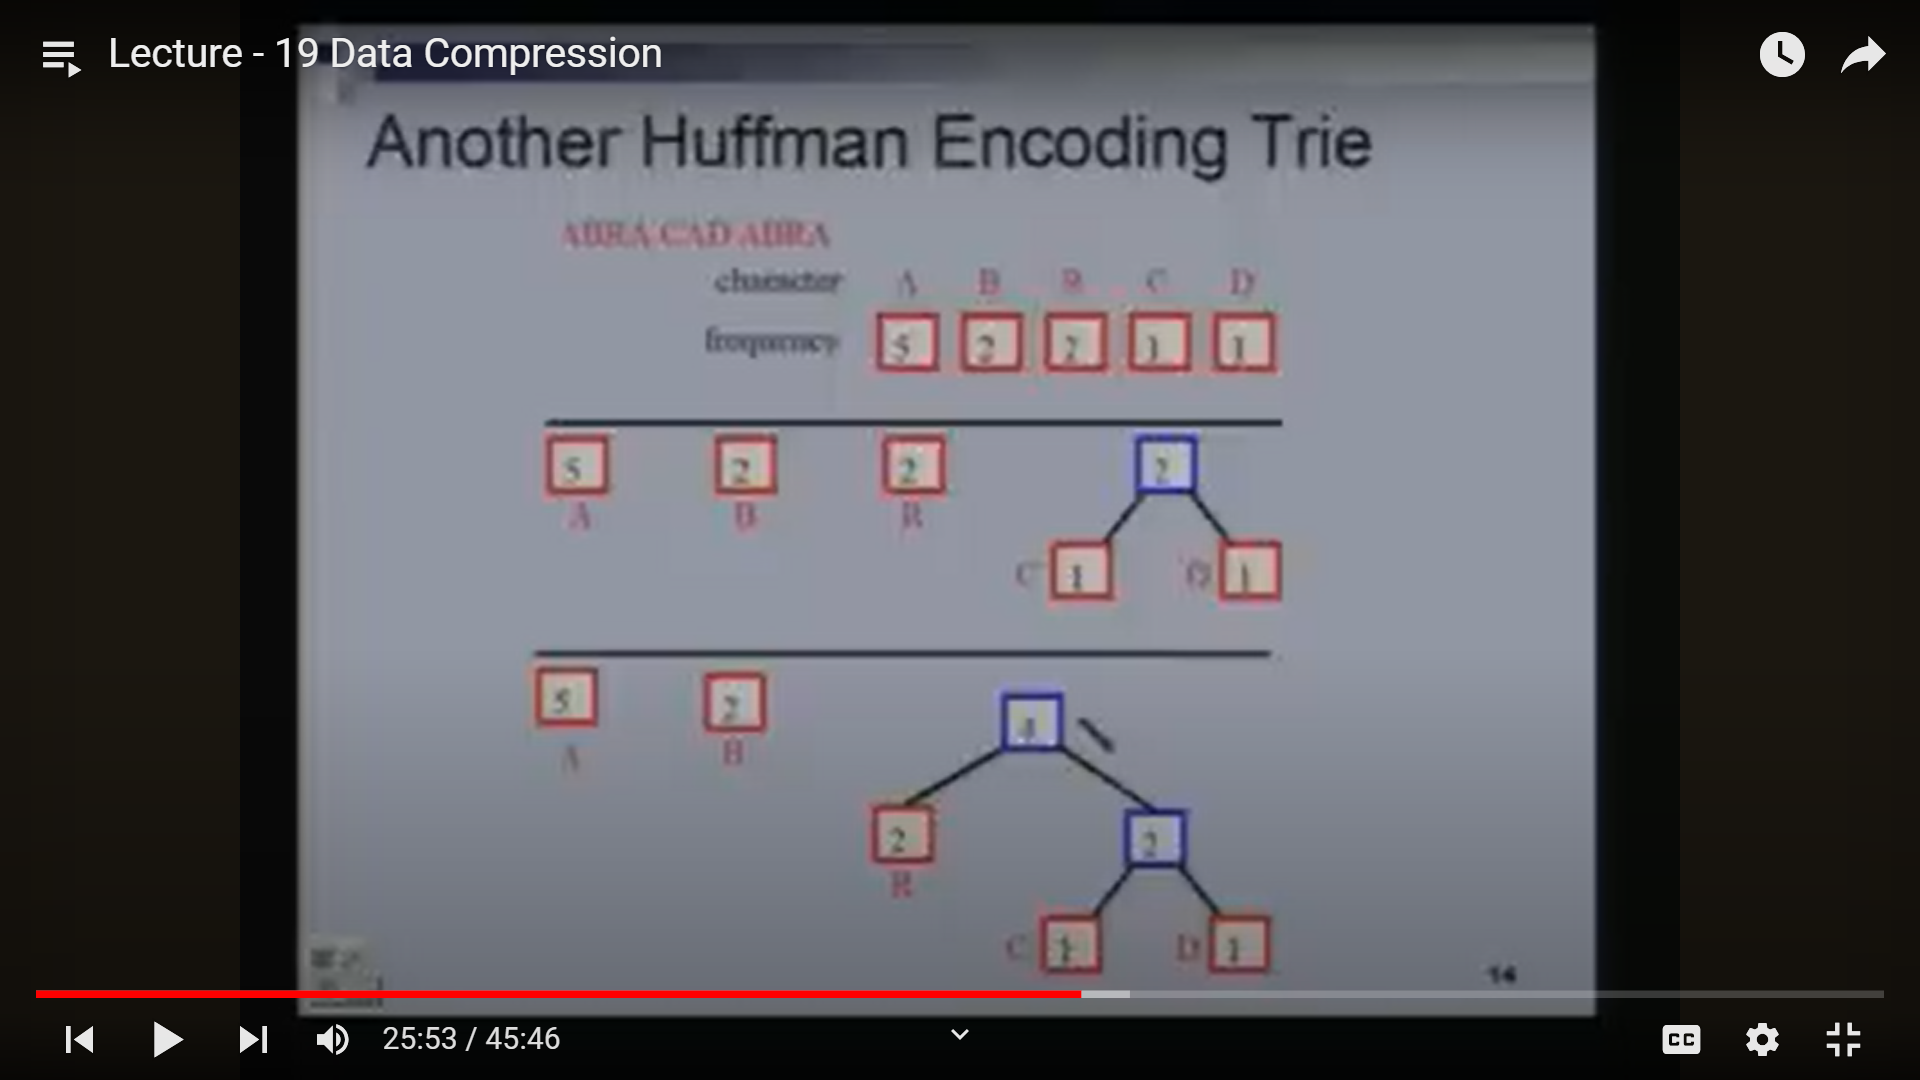 Lecture - 19 Data Compression
Another Huffman Encoding Trie
ABRA CAD ABRA
character A B R C D
frequency 5 2 2 1 1
5 2 2 2
A B R
C 1 D 1
5 2 4
A B
2 2
R
C 1 D 1
14
25:53 / 45:46
CC